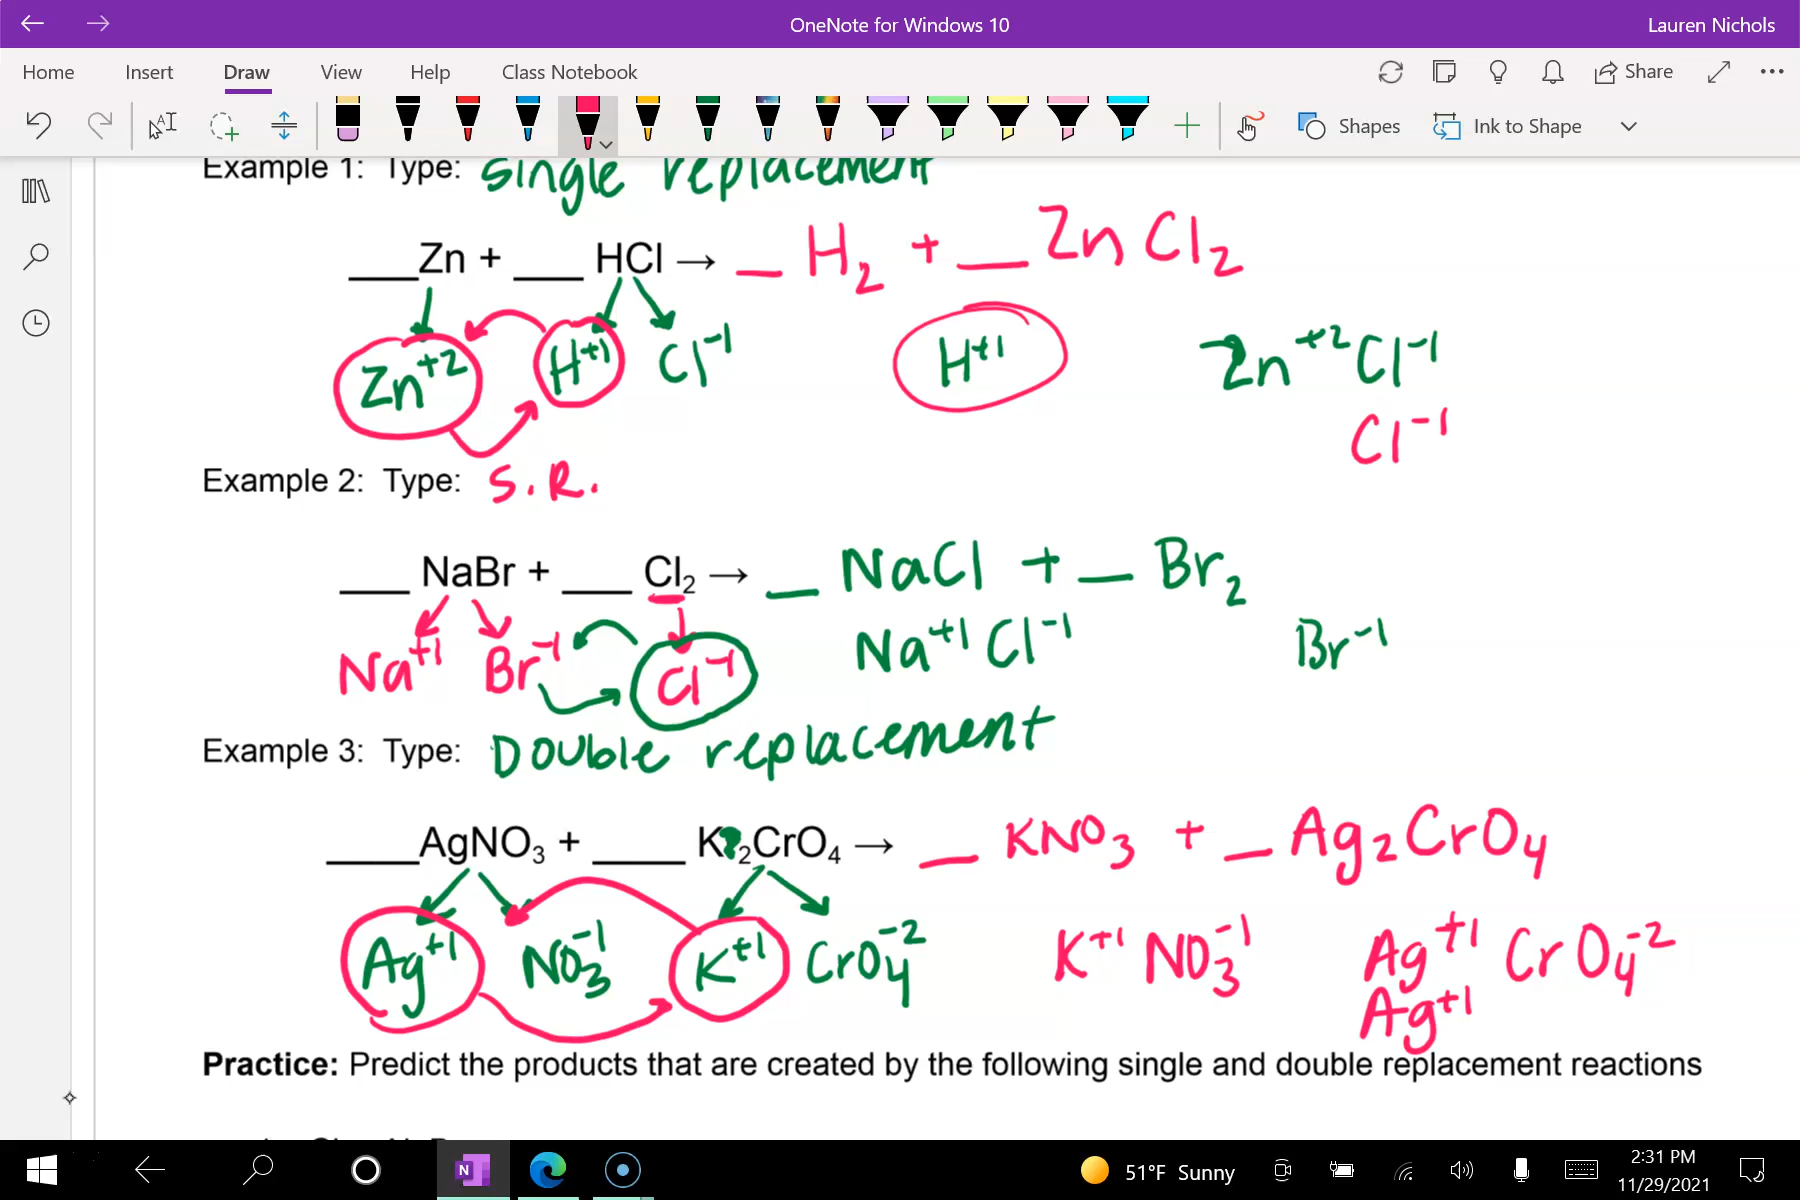 OneNote for Windows 10
Lauren Nichols
Home Insert Draw View Help Class Notebook Share
Shapes Ink to Shape
Example 1: Type: Single replacement
___Zn + ___ HCl → _ H₂ + _ ZnCl₂
Zn⁺² H⁺¹ Cl⁻¹ H⁺¹ Zn⁺² Cl⁻¹
Cl⁻¹
Example 2: Type: S.R.
___ NaBr + ___ Cl₂ → _ NaCl + _ Br₂
Na⁺¹ Br⁻¹ Cl⁻¹ Na⁺¹ Cl⁻¹ Br⁻¹
Example 3: Type: Double replacement
____AgNO₃ + ____ K₂CrO₄ → _ KNO₃ + _ Ag₂CrO₄
Ag⁺¹ NO₃⁻¹ K⁺¹ CrO₄⁻² K⁺¹ NO₃⁻¹ Ag⁺¹ CrO₄⁻²
Ag⁺¹
Practice: Predict the products that are created by the following single and double replacement reactions
51°F Sunny
2:31 PM
11/29/2021